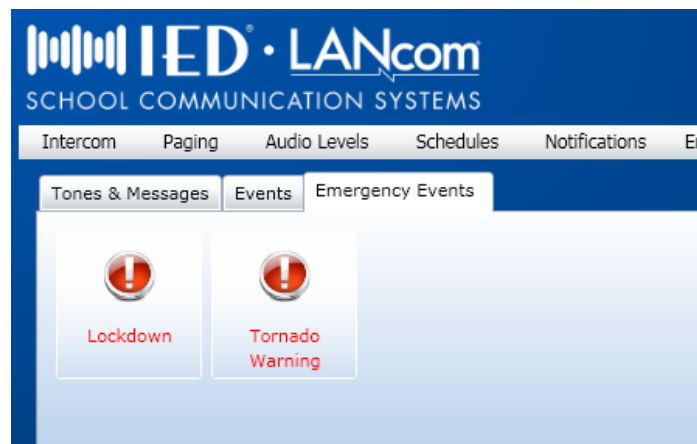 IED® · LANcom
SCHOOL COMMUNICATION SYSTEMS
Intercom Paging Audio Levels Schedules Notifications
Tones & Messages Events Emergency Events
Lockdown Tornado
Warning